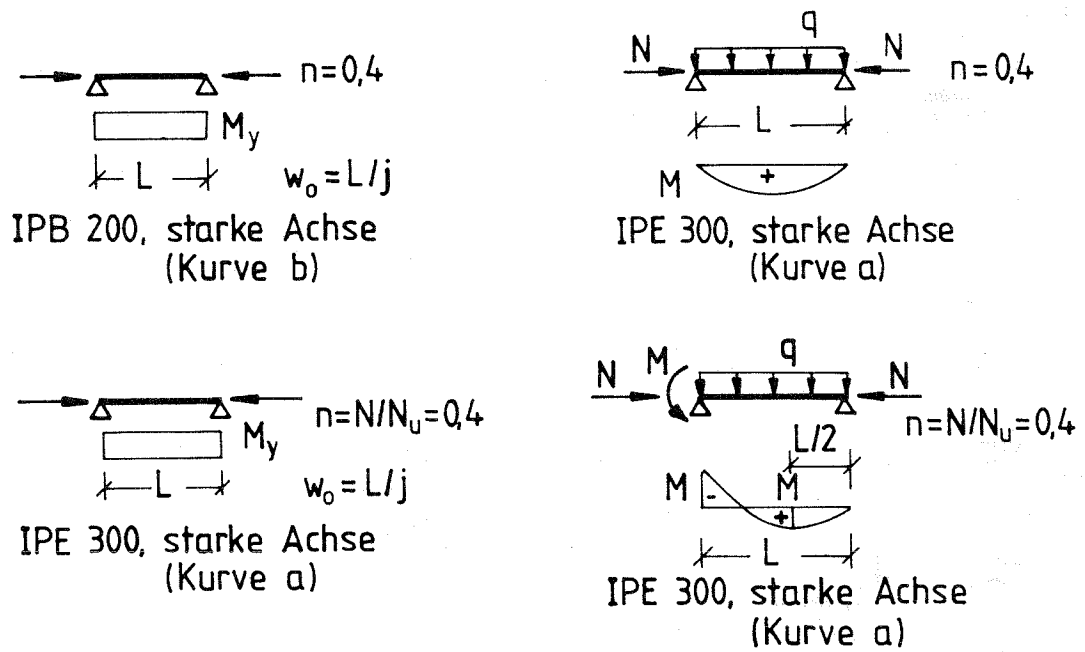 n=0,4
M_y
L
w_o = L/j
IPB 200, starke Achse
(Kurve b)
q
N N
n=0,4
L
M +
IPE 300, starke Achse
(Kurve a)
n=N/N_u=0,4
M_y
L
w_o = L/j
IPE 300, starke Achse
(Kurve a)
q
N M N
n=N/N_u=0,4
L/2
M - M
+
L
IPE 300, starke Achse
(Kurve a)